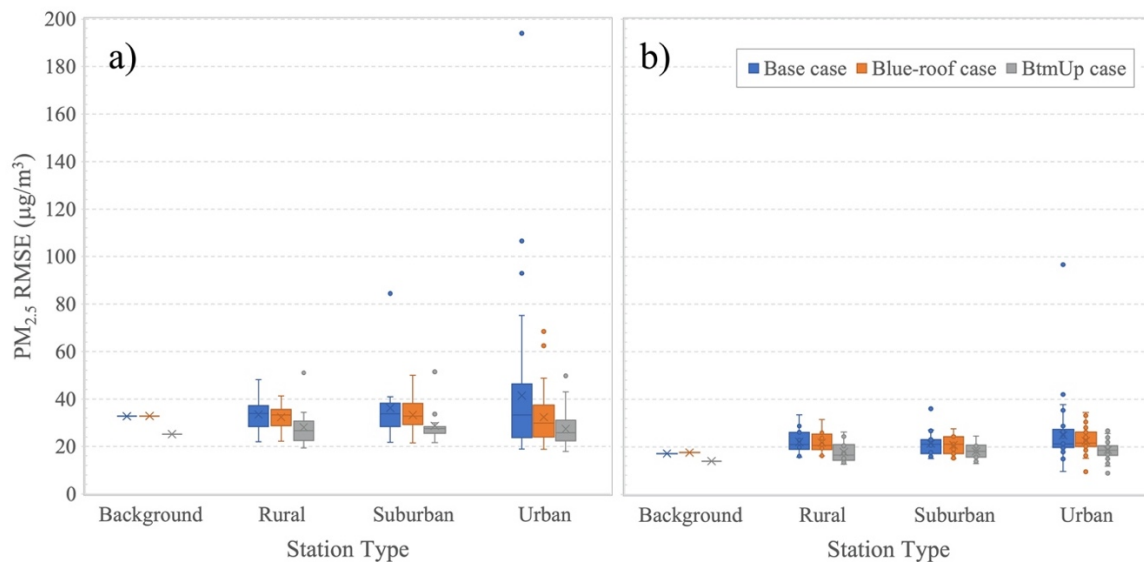 a)
b)
Base case Blue-roof case BtmUp case
PM2.5 RMSE (µg/m³)
200
180
160
140
120
100
80
60
40
20
0
Background Rural Suburban Urban
Station Type
Background Rural Suburban Urban
Station Type